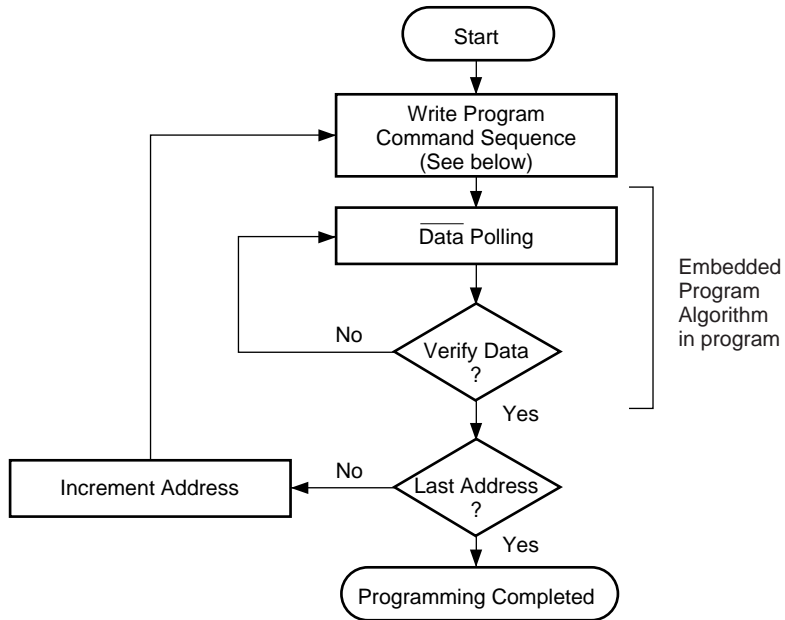 Start
Write Program
Command Sequence
(See below)
Data Polling
Embedded
Program
Algorithm
in program
No
Verify Data
?
Yes
No
Increment Address
Last Address
?
Yes
Programming Completed